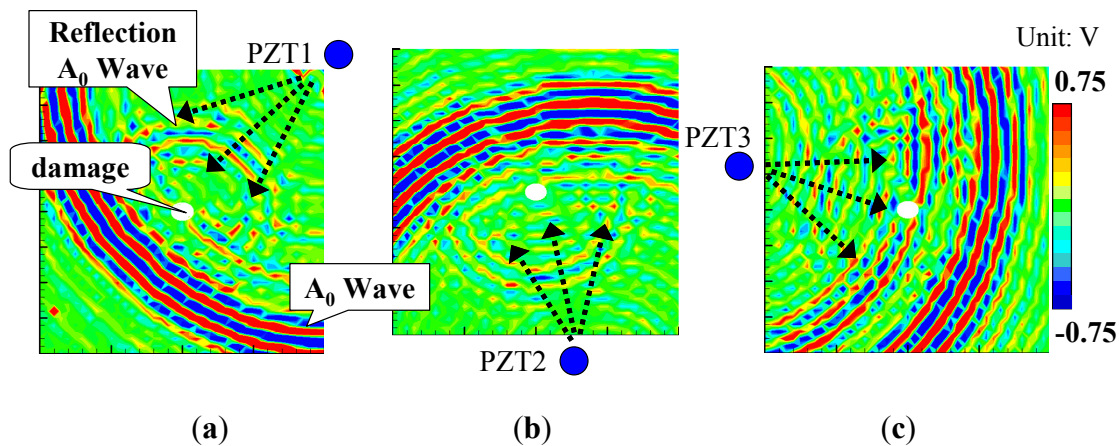 Reflection
A₀ Wave
PZT1
damage
A₀ Wave
PZT2
PZT3
Unit: V
0.75
-0.75
(a)
(b)
(c)